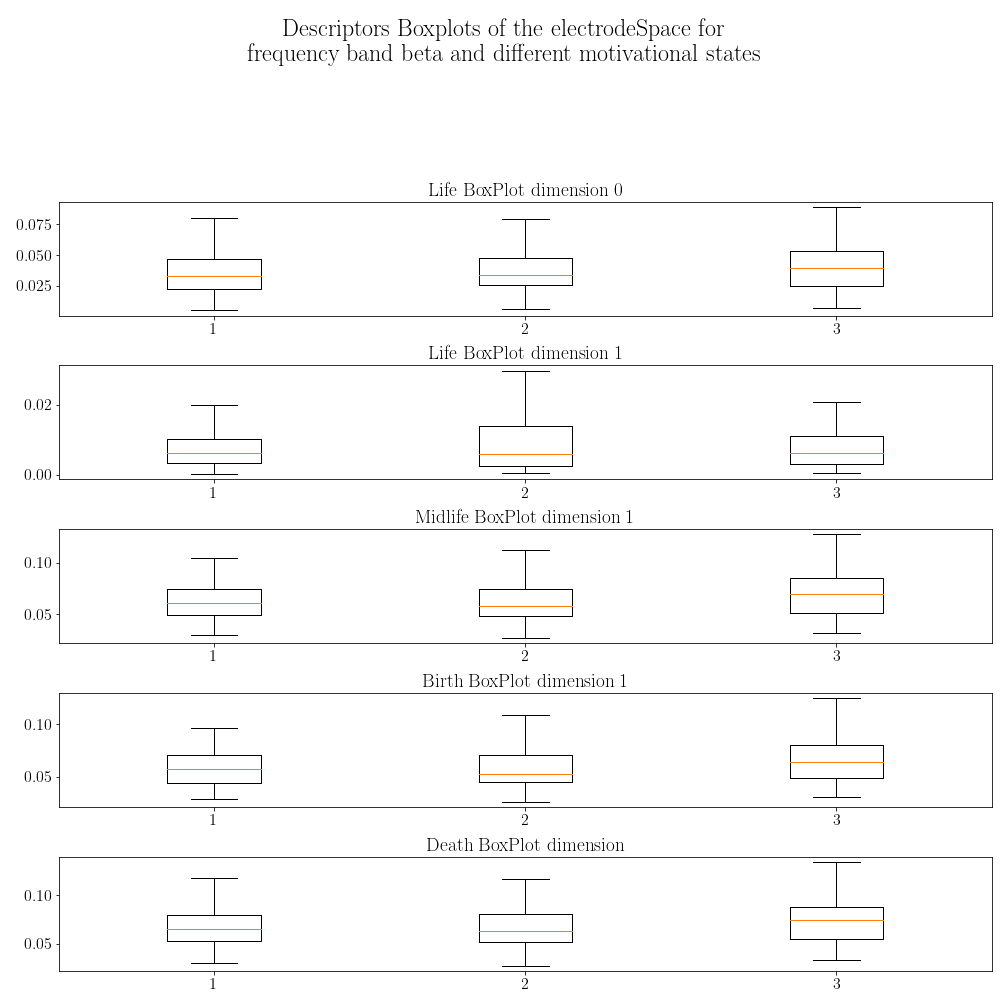 Descriptors Boxplots of the electrodeSpace for
frequency band beta and different motivational states
Life BoxPlot dimension 0
0.075
0.050
0.025
1 2 3
Life BoxPlot dimension 1
0.02
0.00
1 2 3
Midlife BoxPlot dimension 1
0.10
0.05
1 2 3
Birth BoxPlot dimension 1
0.10
0.05
1 2 3
Death BoxPlot dimension
0.10
0.05
1 2 3